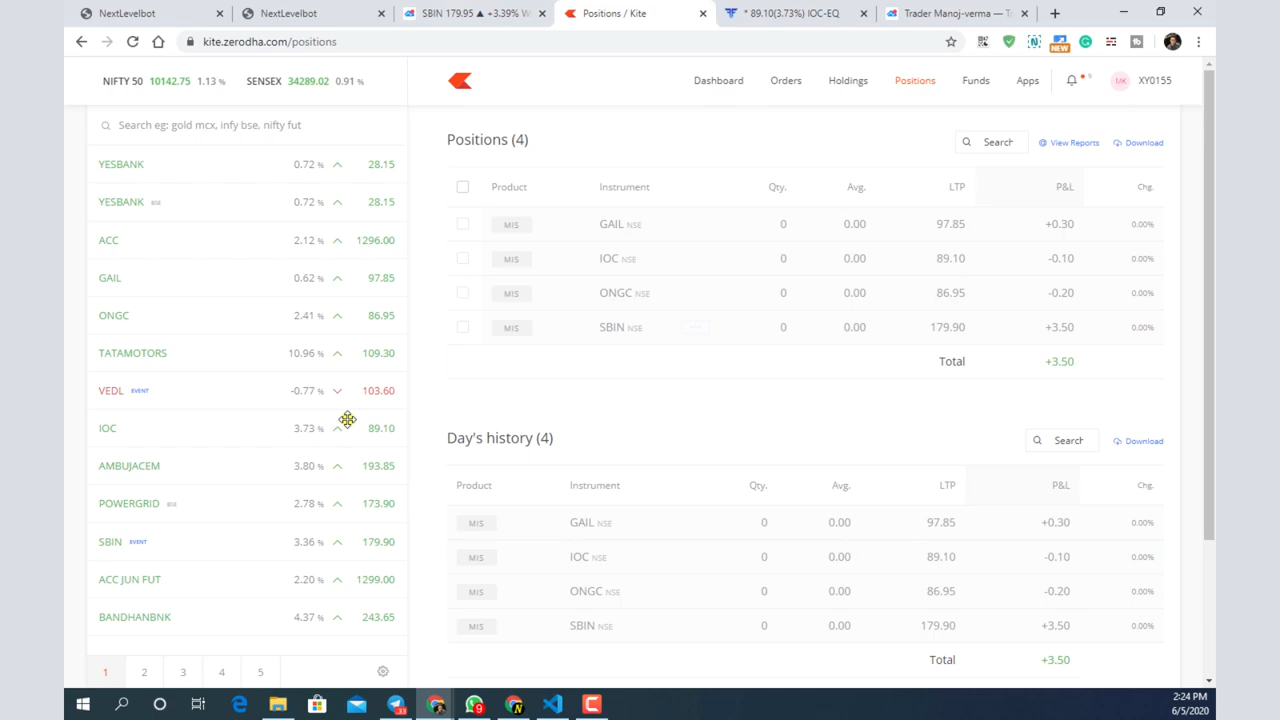 NextLevelbot
NextLevelbot
SBIN 179.95 ▲ +3.39% W
Positions / Kite
* 89.10(3.73%) IOC-EQ
Trader Manoj-verma — Tr
kite.zerodha.com/positions
NEW
NIFTY 50 10142.75 1.13 % SENSEX 34289.02 0.91 %
Dashboard Orders Holdings Positions Funds Apps MK XY0155
Search eg: gold mcx, infy bse, nifty fut
YESBANK 0.72 % 28.15
YESBANK BSE 0.72 % 28.15
ACC 2.12 % 1296.00
GAIL 0.62 % 97.85
ONGC 2.41 % 86.95
TATAMOTORS 10.96 % 109.30
VEDL EVENT -0.77 % 103.60
IOC 3.73 % 89.10
AMBUJACEM 3.80 % 193.85
POWERGRID BSE 2.78 % 173.90
SBIN EVENT 3.36 % 179.90
ACC JUN FUT 2.20 % 1299.00
BANDHANBNK 4.37 % 243.65
1 2 3 4 5
Positions (4) Search View Reports Download
Product Instrument Qty. Avg. LTP P&L Chg.
MIS GAIL NSE 0 0.00 97.85 +0.30 0.00%
MIS IOC NSE 0 0.00 89.10 -0.10 0.00%
MIS ONGC NSE 0 0.00 86.95 -0.20 0.00%
MIS SBIN NSE 0 0.00 179.90 +3.50 0.00%
Total +3.50
Day's history (4) Search Download
Product Instrument Qty. Avg. LTP P&L Chg.
MIS GAIL NSE 0 0.00 97.85 +0.30 0.00%
MIS IOC NSE 0 0.00 89.10 -0.10 0.00%
MIS ONGC NSE 0 0.00 86.95 -0.20 0.00%
MIS SBIN NSE 0 0.00 179.90 +3.50 0.00%
Total +3.50
2:24 PM
6/5/2020